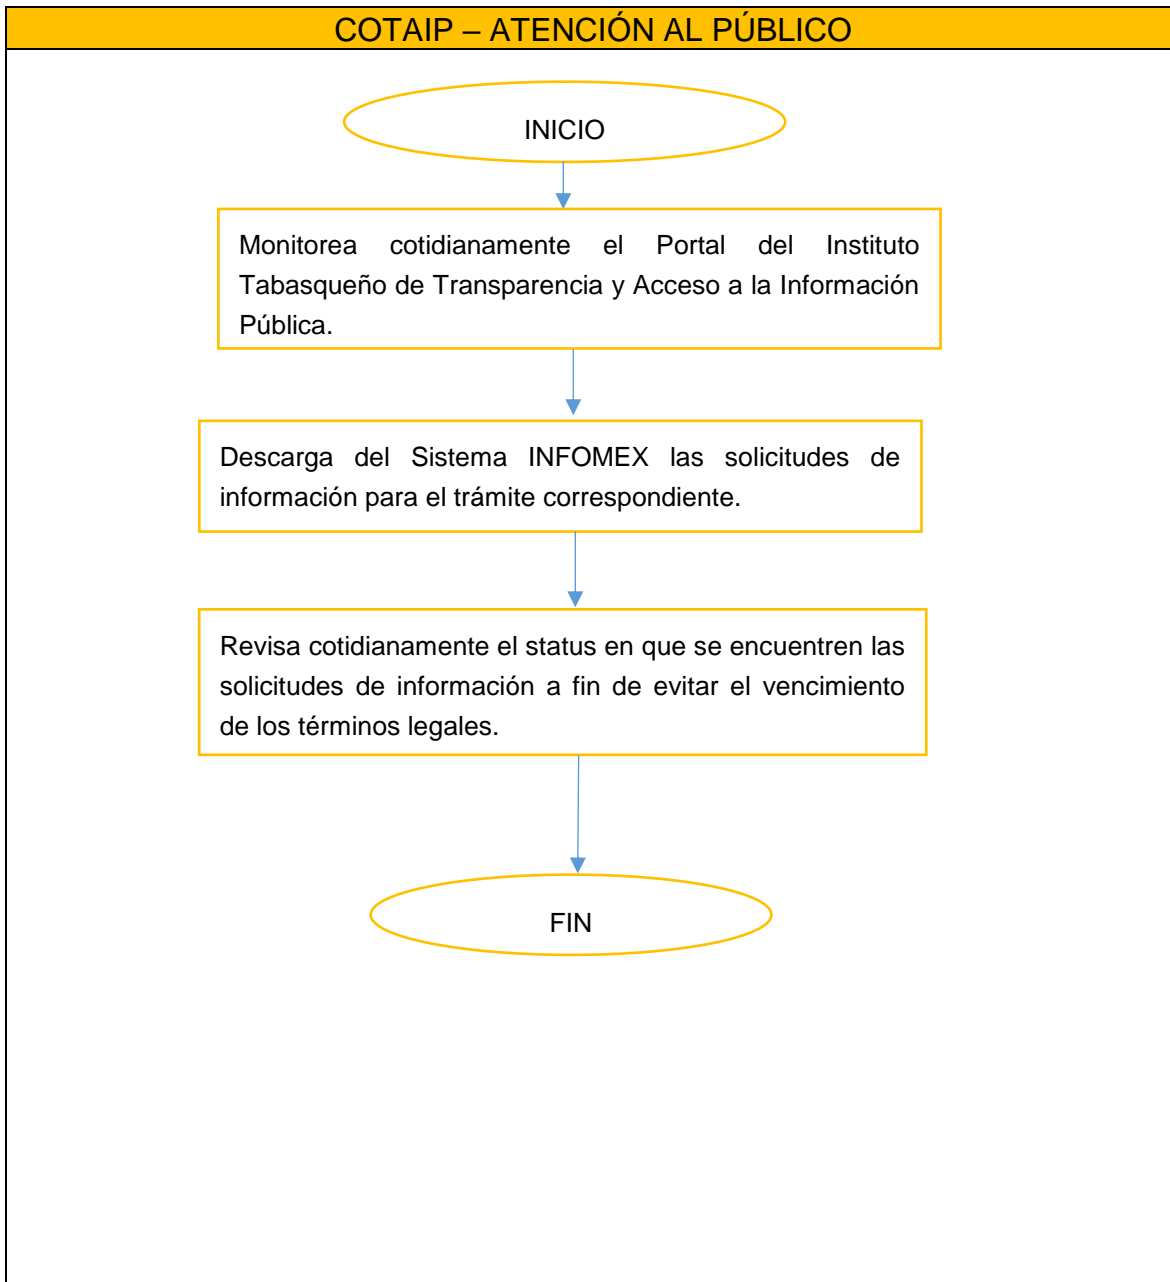 COTAIP – ATENCIÓN AL PÚBLICO
INICIO
Monitorea cotidianamente el Portal del Instituto
Tabasqueño de Transparencia y Acceso a la Información
Pública.
Descarga del Sistema INFOMEX las solicitudes de
información para el trámite correspondiente.
Revisa cotidianamente el status en que se encuentren las
solicitudes de información a fin de evitar el vencimiento
de los términos legales.
FIN